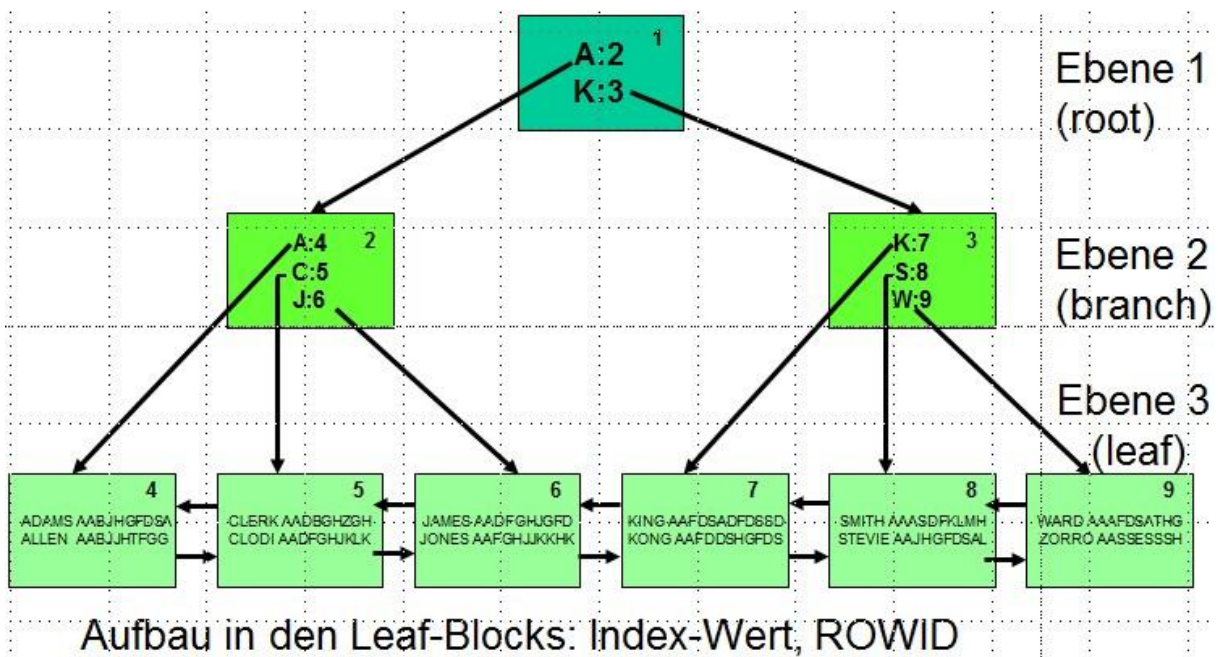 1
A:2
K:3
Ebene 1
(root)
A:4 2
C:5
J:6
K:7 3
S:8
W:9
Ebene 2
(branch)
Ebene 3
(leaf)
4
ADAMS AABJHGFDSA
ALLEN AABJJHTFGG
5
CLERK AADBGHZGH
CLODI AADFGHJKLK
6
JAMES AADFGHJGFD
JONES AAFGHJJKKHK
7
KING AAFDSADFDSSD
KONG AAFDDSHGFDS
8
SMITH AAASDFKLMH
STEVIE AAJHGFDSAL
9
WARD AAAFDSATHG
ZORRO AASSESSSH
Aufbau in den Leaf-Blocks: Index-Wert, ROWID